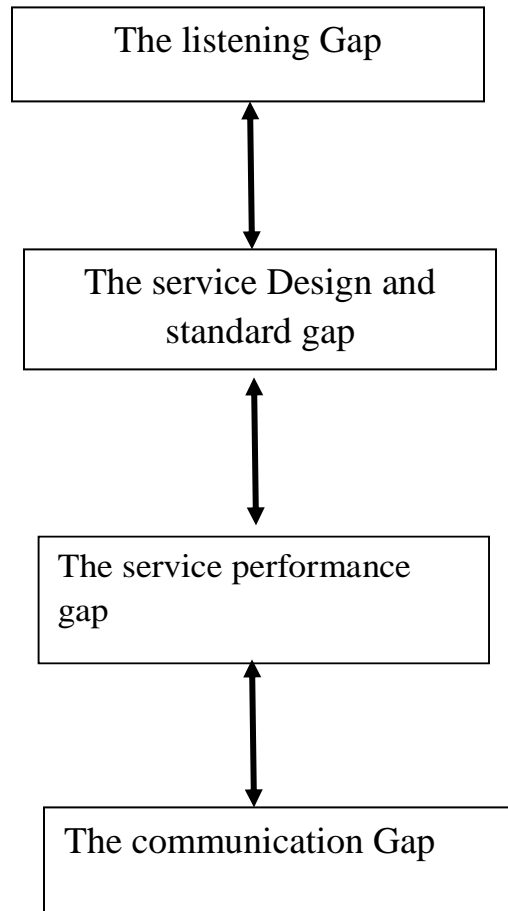 The listening Gap
The service Design and
standard gap
The service performance
gap
The communication Gap